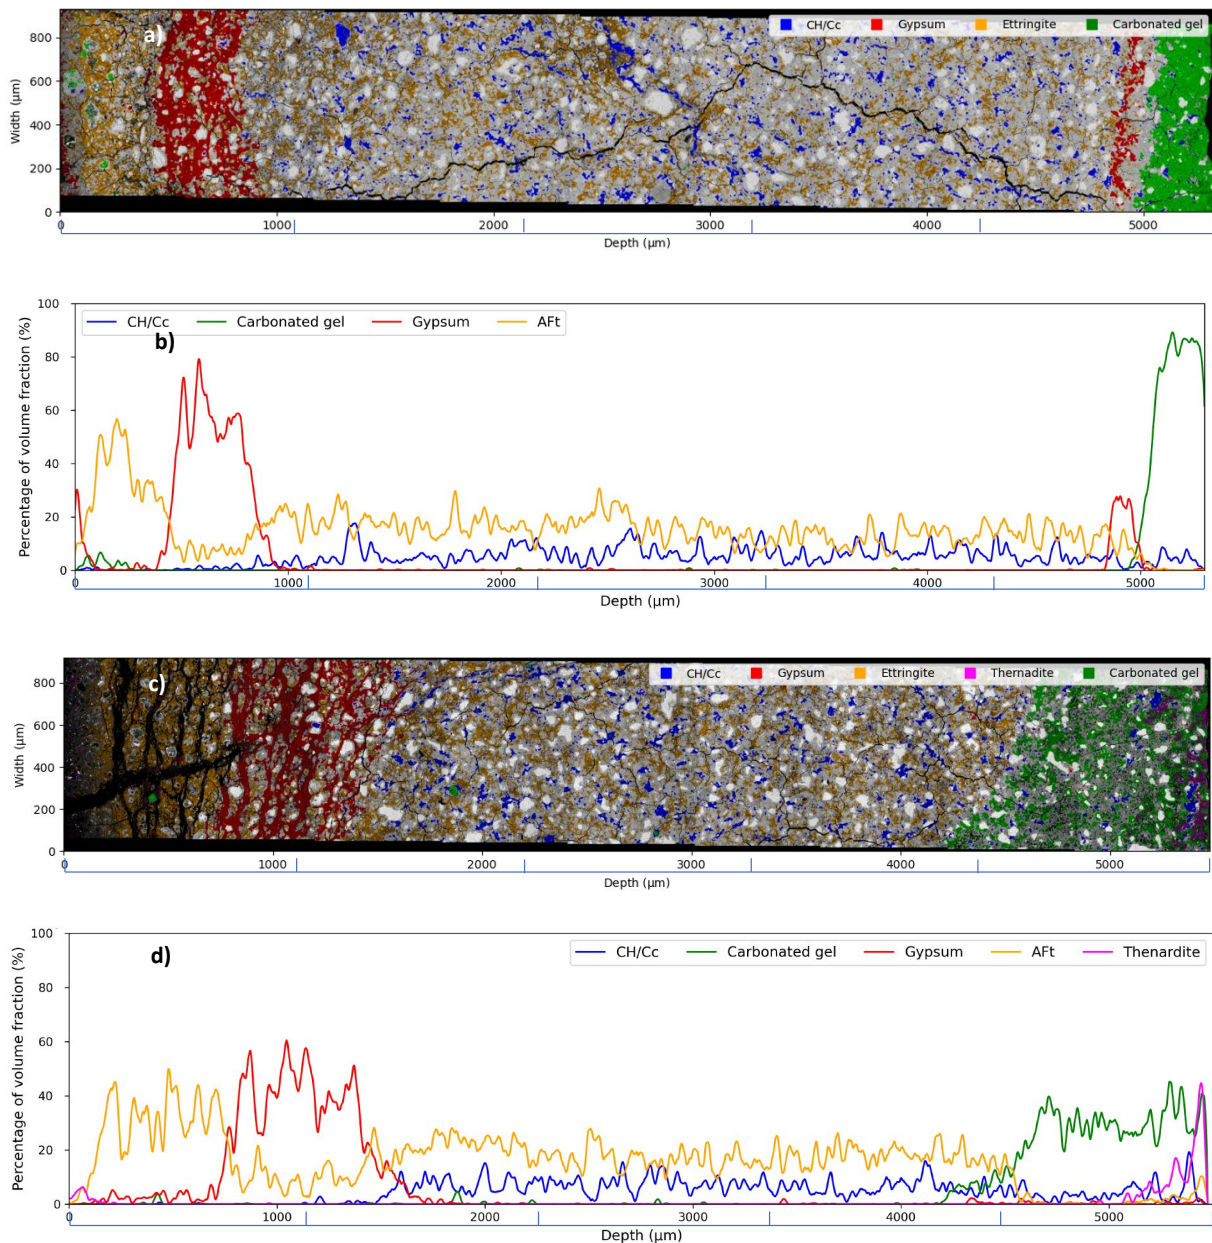 a)
CH/Cc Gypsum Ettringite Carbonated gel
Width (μm)
800
600
400
200
0
0 1000 2000 3000 4000 5000
Depth (μm)
b)
CH/Cc Carbonated gel Gypsum AFt
Percentage of volume fraction (%)
100
80
60
40
20
0
0 1000 2000 3000 4000 5000
Depth (μm)
c)
CH/Cc Gypsum Ettringite Thernadite Carbonated gel
Width (μm)
800
600
400
200
0
0 1000 2000 3000 4000 5000
Depth (μm)
d)
CH/Cc Carbonated gel Gypsum AFt Thenardite
Percentage of volume fraction (%)
100
80
60
40
20
0
0 1000 2000 3000 4000 5000
Depth (μm)